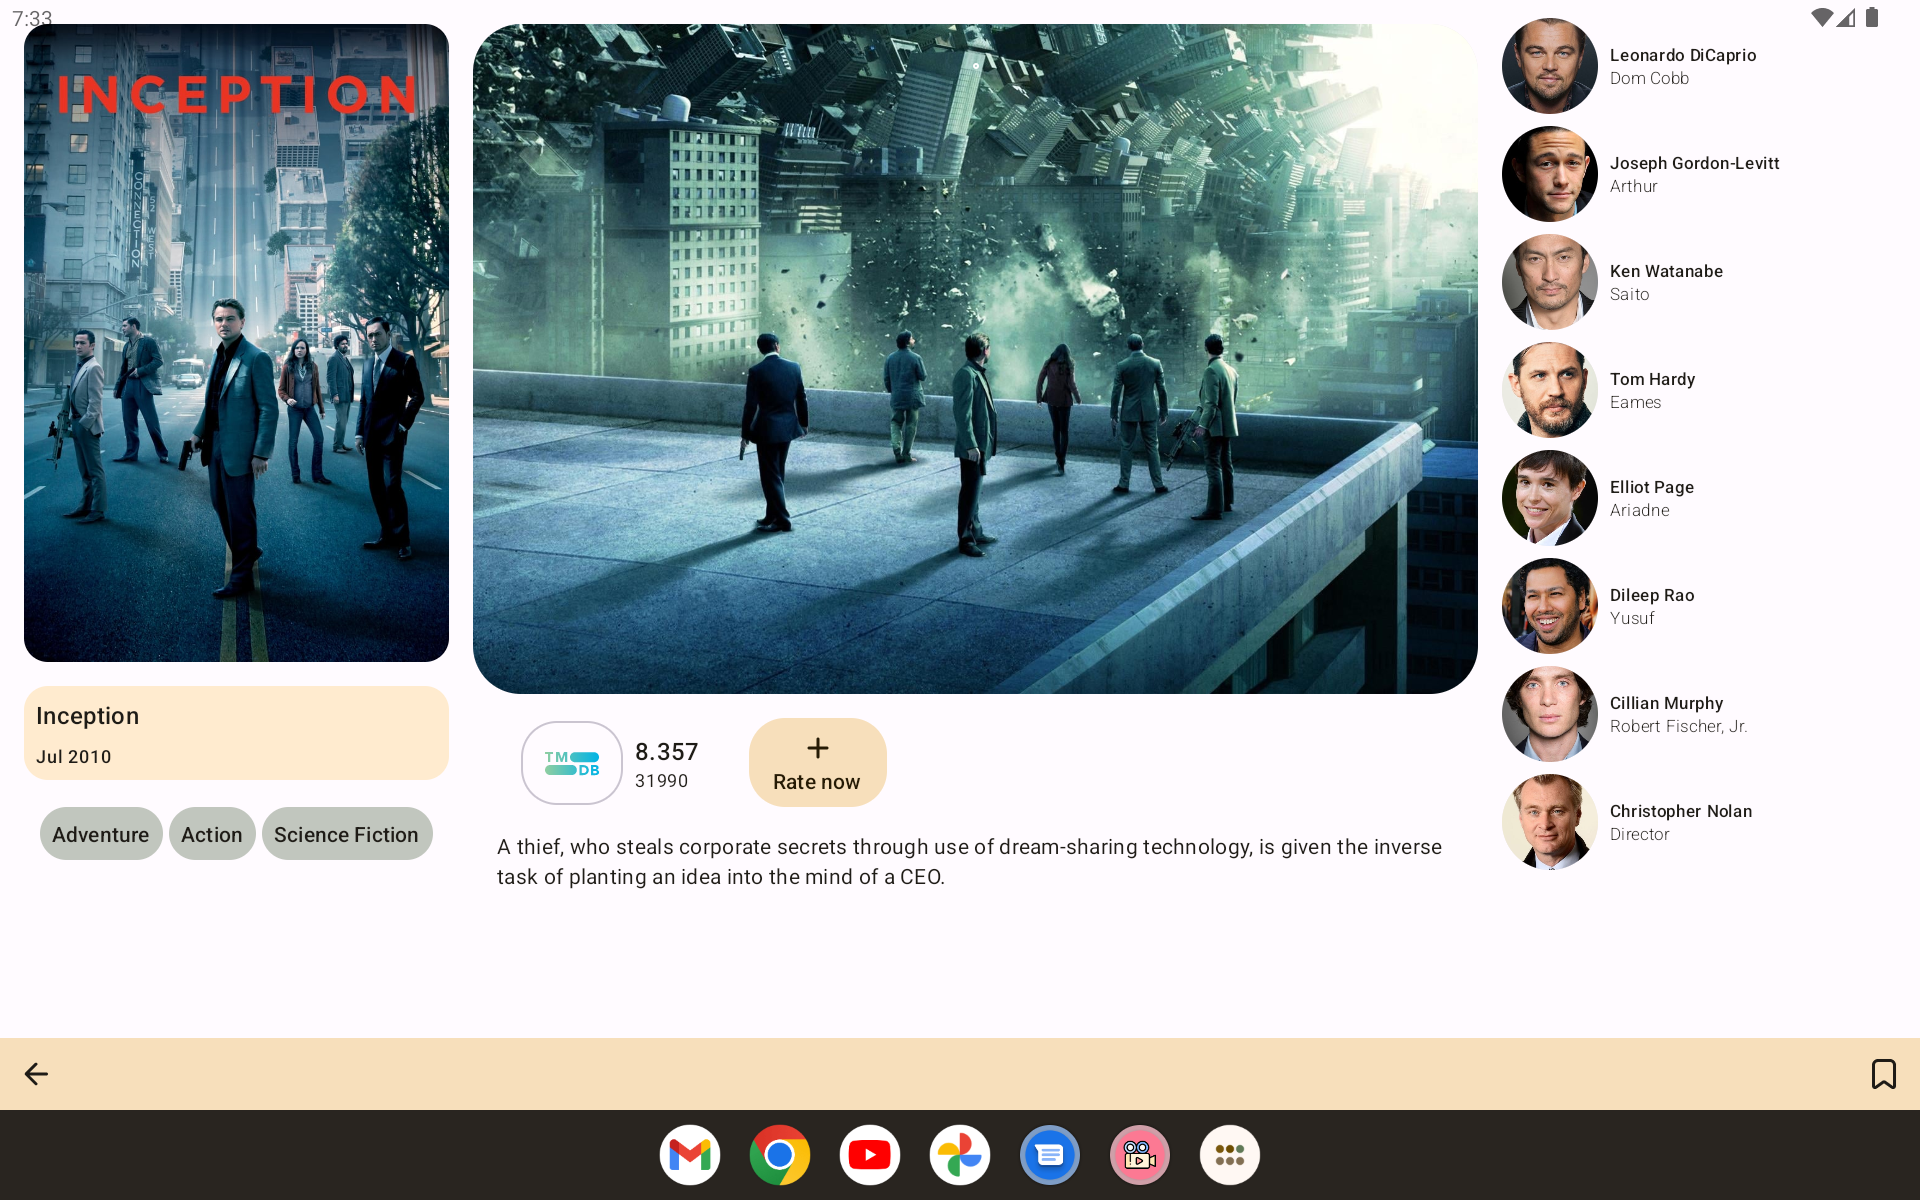 7:33
INCEPTION
CONNECTION
Inception
Jul 2010
Adventure
Action
Science Fiction
TM
DB
8.357
31990
Rate now
A thief, who steals corporate secrets through use of dream-sharing technology, is given the inverse
task of planting an idea into the mind of a CEO.
Leonardo DiCaprio
Dom Cobb
Joseph Gordon-Levitt
Arthur
Ken Watanabe
Saito
Tom Hardy
Eames
Elliot Page
Ariadne
Dileep Rao
Yusuf
Cillian Murphy
Robert Fischer, Jr.
Christopher Nolan
Director